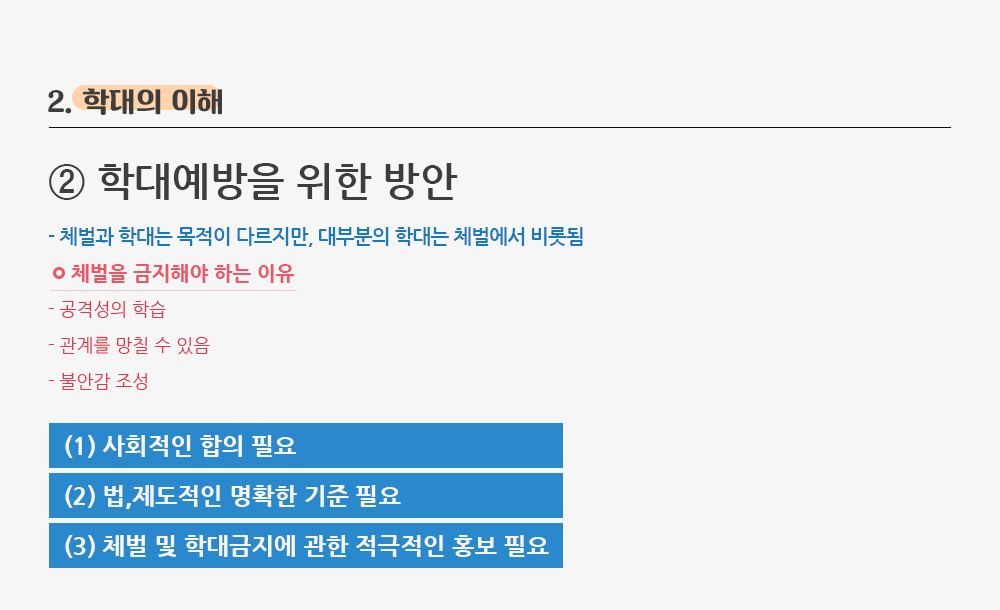 2. 학대의 이해
② 학대예방을 위한 방안
- 체벌과 학대는 목적이 다르지만, 대부분의 학대는 체벌에서 비롯됨
ㅇ 체벌을 금지해야 하는 이유
- 공격성의 학습
- 관계를 망칠 수 있음
- 불안감 조성
(1) 사회적인 합의 필요
(2) 법,제도적인 명확한 기준 필요
(3) 체벌 및 학대금지에 관한 적극적인 홍보 필요